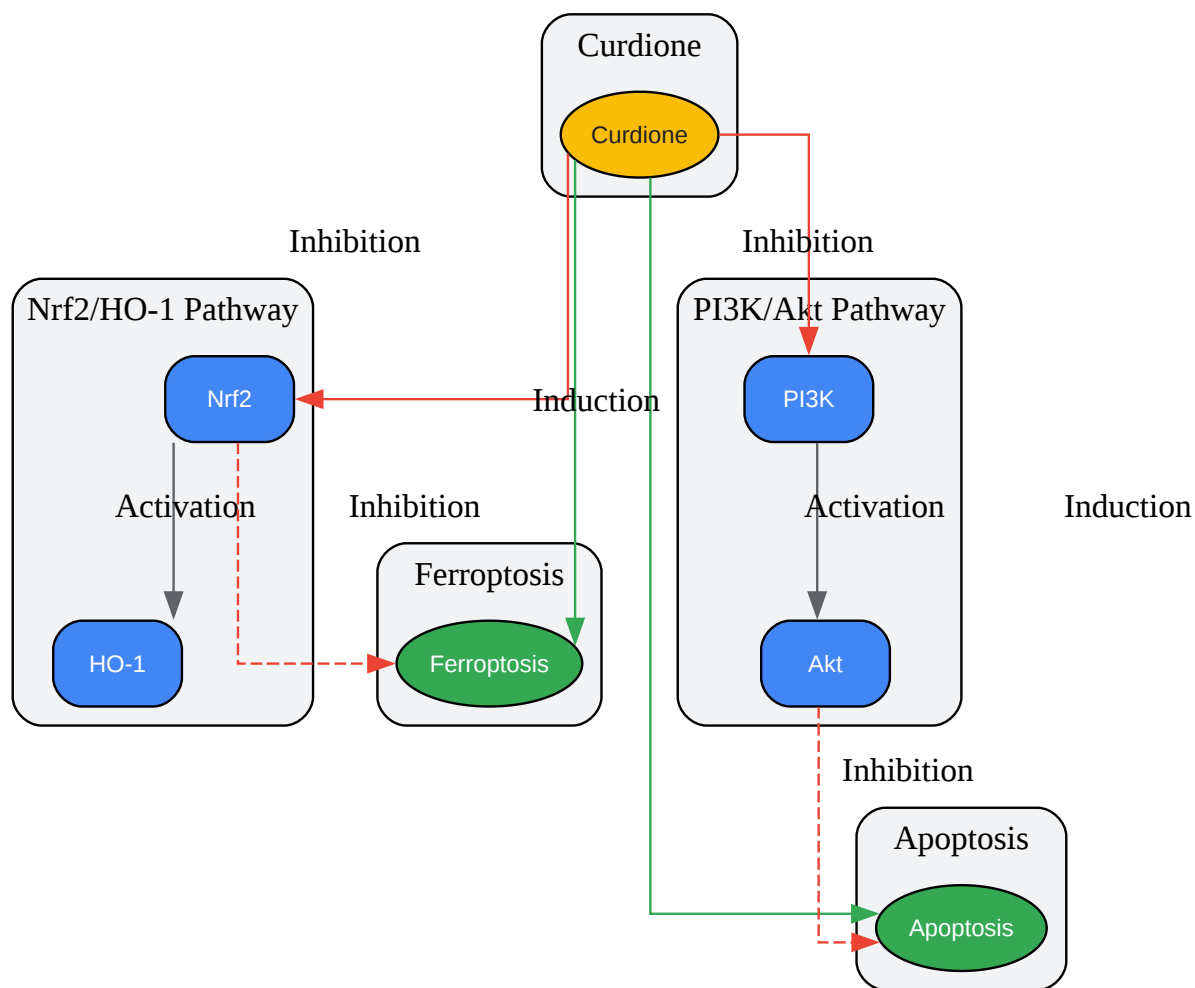 Curdione
Curdione
Inhibition
Inhibition
Nrf2/HO-1 Pathway
PI3K/Akt Pathway
Nrf2
Induction
PI3K
Activation
Inhibition
Activation
Induction
Ferroptosis
HO-1
Ferroptosis
Akt
Inhibition
Apoptosis
Apoptosis